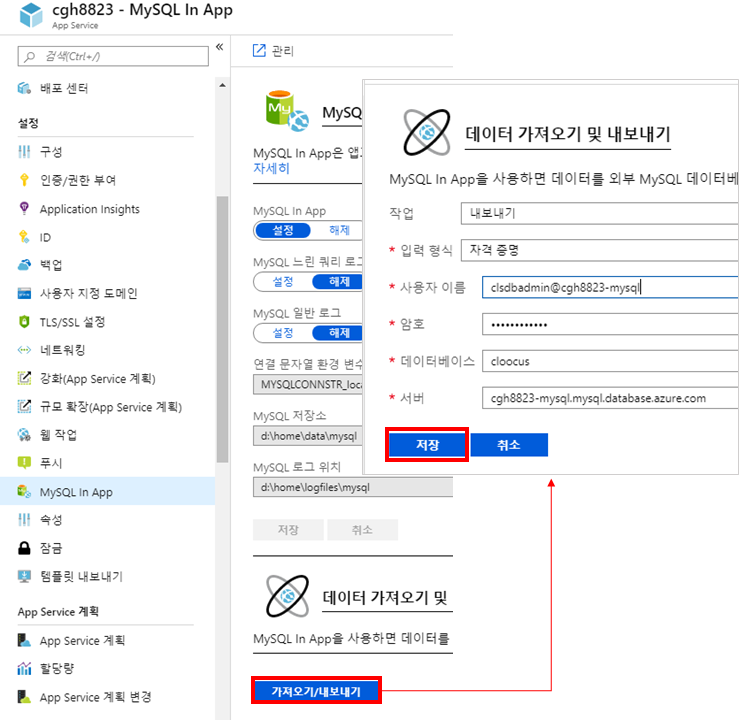 cgh8823 - MySQL In App
App Service
검색(Ctrl+/)
배포 센터
설정
구성
인증/권한 부여
Application Insights
ID
백업
사용자 지정 도메인
TLS/SSL 설정
네트워킹
강화(App Service 계획)
규모 확장(App Service 계획)
웹 작업
푸시
MySQL In App
속성
잠금
템플릿 내보내기
App Service 계획
App Service 계획
할당량
App Service 계획 변경
관리
My
MySQ
MySQL In App은 앱
자세히
MySQL In App
설정 해제
MySQL 느린 쿼리 로그
설정 해제
MySQL 일반 로그
설정 해제
연결 문자열 환경 변수
MYSQLCONNSTR_loca
MySQL 저장소
d:\home\data\mysql
MySQL 로그 위치
d:\home\logfiles\mysql
저장 취소
데이터 가져오기 및
MySQL In App을 사용하면 데이터를
가져오기/내보내기
데이터 가져오기 및 내보내기
MySQL In App을 사용하면 데이터를 외부 MySQL 데이터베
작업 내보내기
* 입력 형식 자격 증명
* 사용자 이름 clsdbadmin@cgh8823-mysql
* 암호 ••••••••••••
* 데이터베이스 cloocus
* 서버 cgh8823-mysql.mysql.database.azure.com
저장 취소